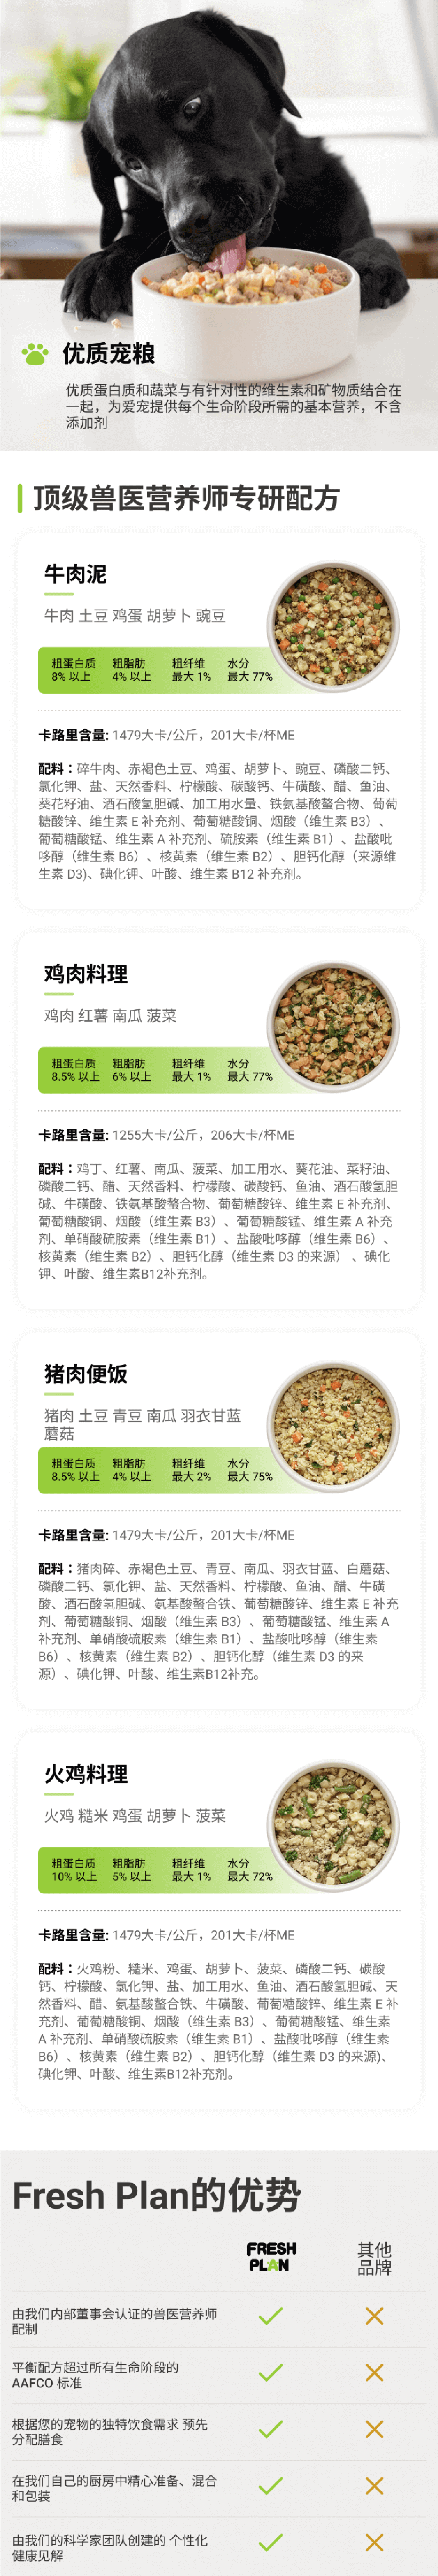 优质宠粮
优质蛋白质和蔬菜与有针对性的维生素和矿物质结合在
一起，为爱宠提供每个生命阶段所需的基本营养，不含
添加剂
顶级兽医营养师专研配方
牛肉泥
牛肉 土豆 鸡蛋 胡萝卜 豌豆
粗蛋白质 粗脂肪 粗纤维 水分
8% 以上 4% 以上 最大 1% 最大 77%
卡路里含量: 1479大卡/公斤，201大卡/杯ME
配料：碎牛肉、赤褐色土豆、鸡蛋、胡萝卜、豌豆、磷酸二钙、
氯化钾、盐、天然香料、柠檬酸、碳酸钙、牛磺酸、醋、鱼油、
葵花籽油、酒石酸氢胆碱、加工用水量、铁氨基酸螯合物、葡萄
糖酸锌、维生素 E 补充剂、葡萄糖酸铜、烟酸（维生素 B3）、
葡萄糖酸锰、维生素 A 补充剂、硫胺素（维生素 B1）、盐酸吡
哆醇（维生素 B6）、核黄素（维生素 B2）、胆钙化醇（来源维
生素 D3)、碘化钾、叶酸、维生素 B12 补充剂。
鸡肉料理
鸡肉 红薯 南瓜 菠菜
粗蛋白质 粗脂肪 粗纤维 水分
8.5% 以上 6% 以上 最大 1% 最大 77%
卡路里含量: 1255大卡/公斤，206大卡/杯ME
配料：鸡丁、红薯、南瓜、菠菜、加工用水、葵花油、菜籽油、
磷酸二钙、醋、天然香料、柠檬酸、碳酸钙、鱼油、酒石酸氢胆
碱、牛磺酸、铁氨基酸螯合物、葡萄糖酸锌、维生素 E 补充剂、
葡萄糖酸铜、烟酸（维生素 B3）、葡萄糖酸锰、维生素 A 补充
剂、单硝酸硫胺素（维生素 B1）、盐酸吡哆醇（维生素 B6）、
核黄素（维生素 B2）、胆钙化醇（维生素 D3 的来源） 、碘化
钾、叶酸、维生素B12补充剂。
猪肉便饭
猪肉 土豆 青豆 南瓜 羽衣甘蓝
蘑菇
粗蛋白质 粗脂肪 粗纤维 水分
8.5% 以上 4% 以上 最大 2% 最大 75%
卡路里含量: 1479大卡/公斤，201大卡/杯ME
配料：猪肉碎、赤褐色土豆、青豆、南瓜、羽衣甘蓝、白蘑菇、
磷酸二钙、氯化钾、盐、天然香料、柠檬酸、鱼油、醋、牛磺
酸、酒石酸氢胆碱、氨基酸螯合铁、葡萄糖酸锌、维生素 E 补充
剂、葡萄糖酸铜、烟酸（维生素 B3）、葡萄糖酸锰、维生素 A
补充剂、单硝酸硫胺素（维生素 B1）、盐酸吡哆醇（维生素
B6）、核黄素（维生素 B2）、胆钙化醇（维生素 D3 的来
源）、碘化钾、叶酸、维生素B12补充。
火鸡料理
火鸡 糙米 鸡蛋 胡萝卜 菠菜
粗蛋白质 粗脂肪 粗纤维 水分
10% 以上 5% 以上 最大 1% 最大 72%
卡路里含量: 1479大卡/公斤，201大卡/杯ME
配料：火鸡粉、糙米、鸡蛋、胡萝卜、菠菜、磷酸二钙、碳酸
钙、柠檬酸、氯化钾、盐、加工用水、鱼油、酒石酸氢胆碱、天
然香料、醋、氨基酸螯合铁、牛磺酸、葡萄糖酸锌、维生素 E 补
充剂、葡萄糖酸铜、烟酸（维生素 B3）、葡萄糖酸锰、维生素
A 补充剂、单硝酸硫胺素（维生素 B1）、盐酸吡哆醇（维生素
B6）、核黄素（维生素 B2）、胆钙化醇（维生素 D3 的来源)、
碘化钾、叶酸、维生素B12补充剂。
Fresh Plan的优势
FRESH
PLAN
其他
品牌
由我们内部董事会认证的兽医营养师
配制
平衡配方超过所有生命阶段的
AAFCO 标准
根据您的宠物的独特饮食需求 预先
分配膳食
在我们自己的厨房中精心准备、混合
和包装
由我们的科学家团队创建的 个性化
健康见解